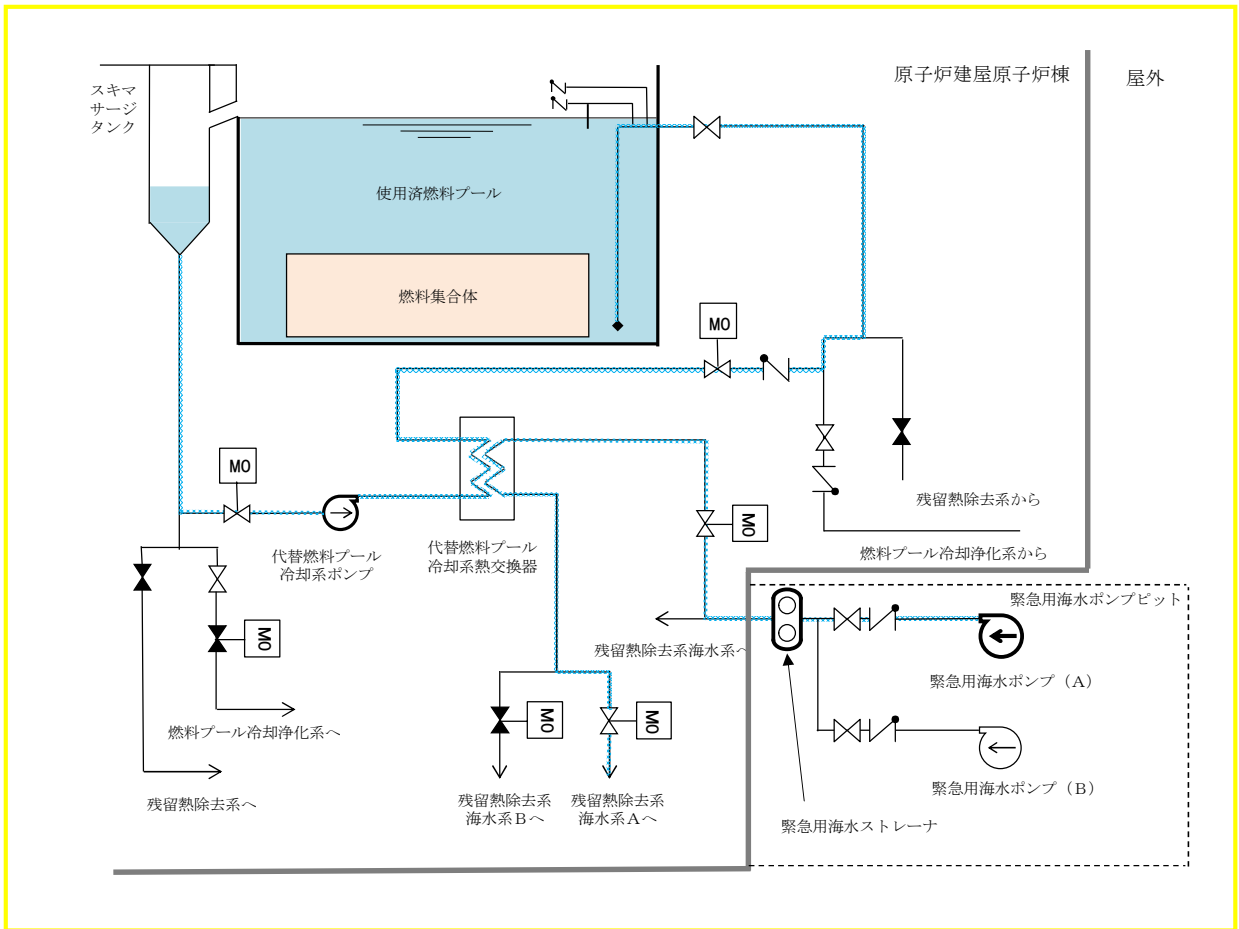 原子炉建屋原子炉棟
屋外
スキマ
サージ
タンク
使用済燃料プール
燃料集合体
MO
MO
MO
残留熱除去系から
燃料プール冷却浄化系から
代替燃料プール
冷却系ポンプ
代替燃料プール
冷却系熱交換器
緊急用海水ポンプピット
MO
残留熱除去系海水系へ
緊急用海水ポンプ（A）
MO
MO
燃料プール冷却浄化系へ
緊急用海水ポンプ（B）
残留熱除去系へ
残留熱除去系
海水系Bへ
残留熱除去系
海水系Aへ
緊急用海水ストレーナ